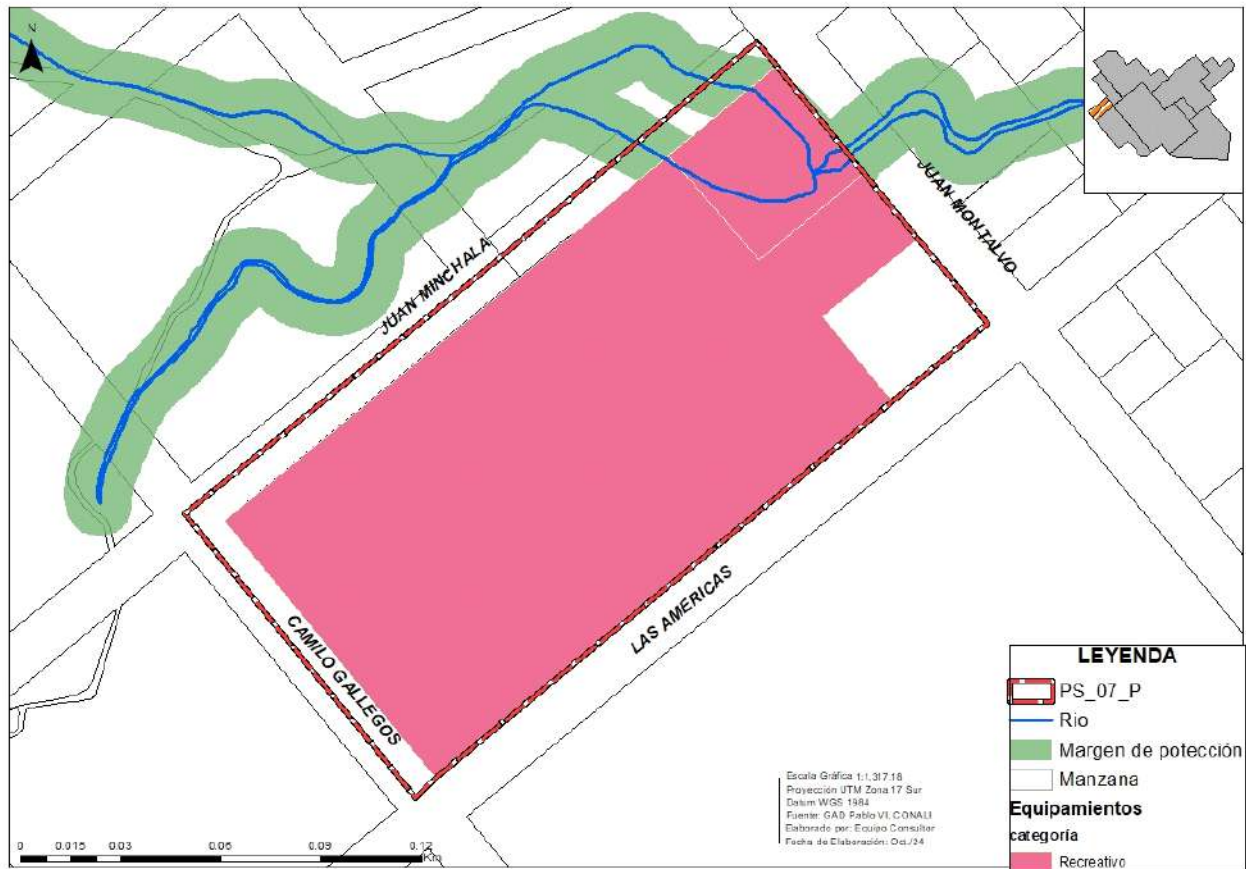 N
JUAN MINCHALA
JUAN MONTALVO
CAMILO GALLEGOS
LAS AMERICAS
LEYENDA
PS_07_P
Rio
Margen de potección
Manzana
Equipamientos
categoría
Recreativo
Escala Gráfica 1:1,317.18
Proyección UTM Zona 17 Sur
Datum WGS 1984
Fuente: GAD Pablo VI, CONALI
Elaborado por: Equipo Consultor
Fecha de Elaboración: Oct./24
0 0.015 0.03 0.06 0.09 0.12
Km